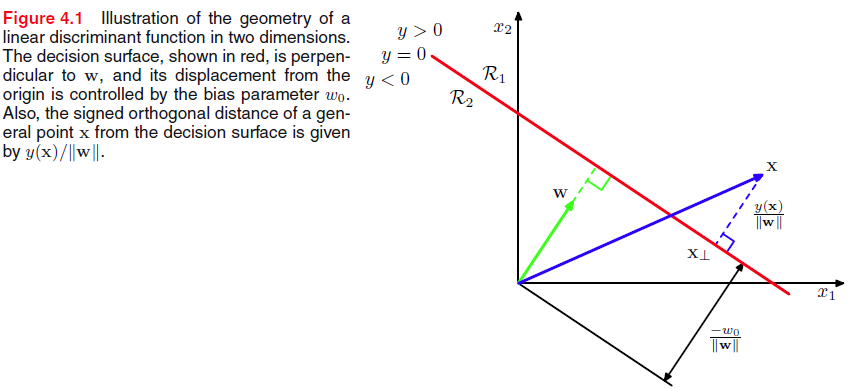 Figure 4.1 Illustration of the geometry of a
linear discriminant function in two dimensions.
The decision surface, shown in red, is perpen-
dicular to w, and its displacement from the
origin is controlled by the bias parameter w₀.
Also, the signed orthogonal distance of a gen-
eral point x from the decision surface is given
by y(x)/‖w‖.
y > 0
y = 0
y < 0
x₂
R₁
R₂
w
x
y(x)
‖w‖
x⊥
x₁
−w₀
‖w‖